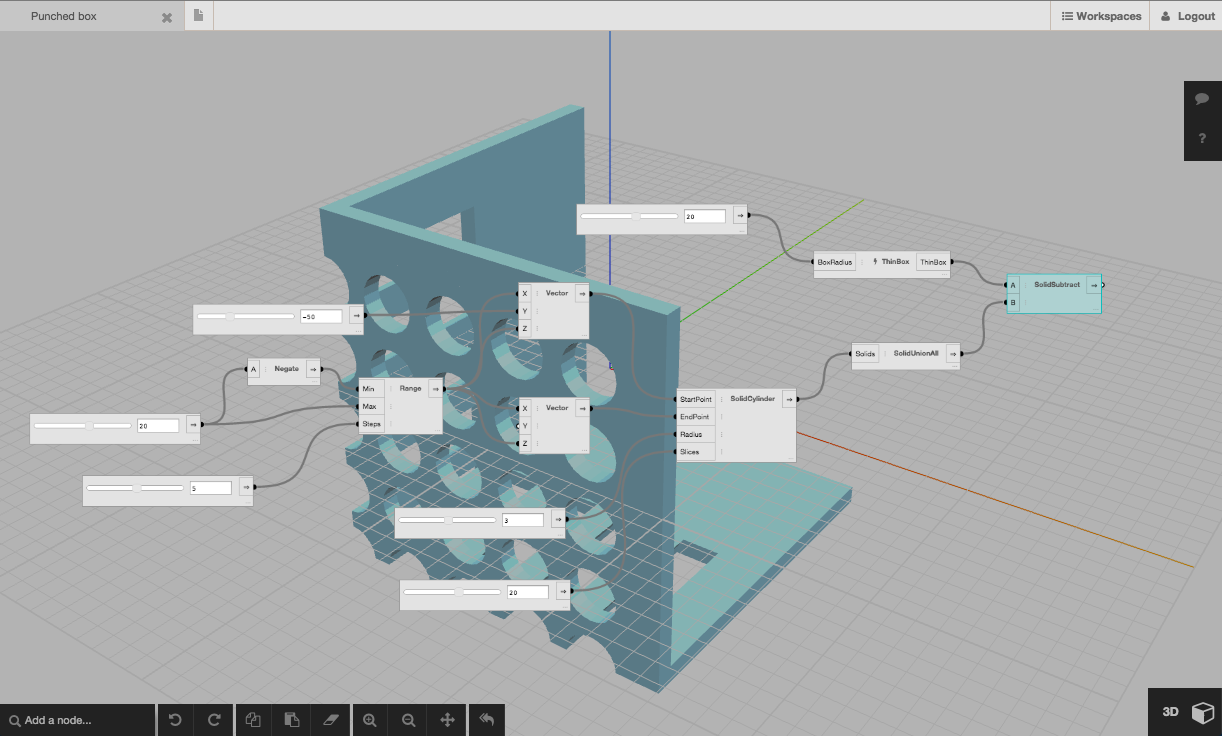 Punched box
Workspaces
Logout
?
20
BoxRadius
ThinBox
ThinBox
A
SolidSubtract
B
-50
X
Vector
Y
Z
A
Negate
Solids
SolidUnionAll
Min
Range
Max
Steps
20
X
Vector
Y
Z
StartPoint
SolidCylinder
EndPoint
Radius
Slices
5
3
20
Add a node...
3D